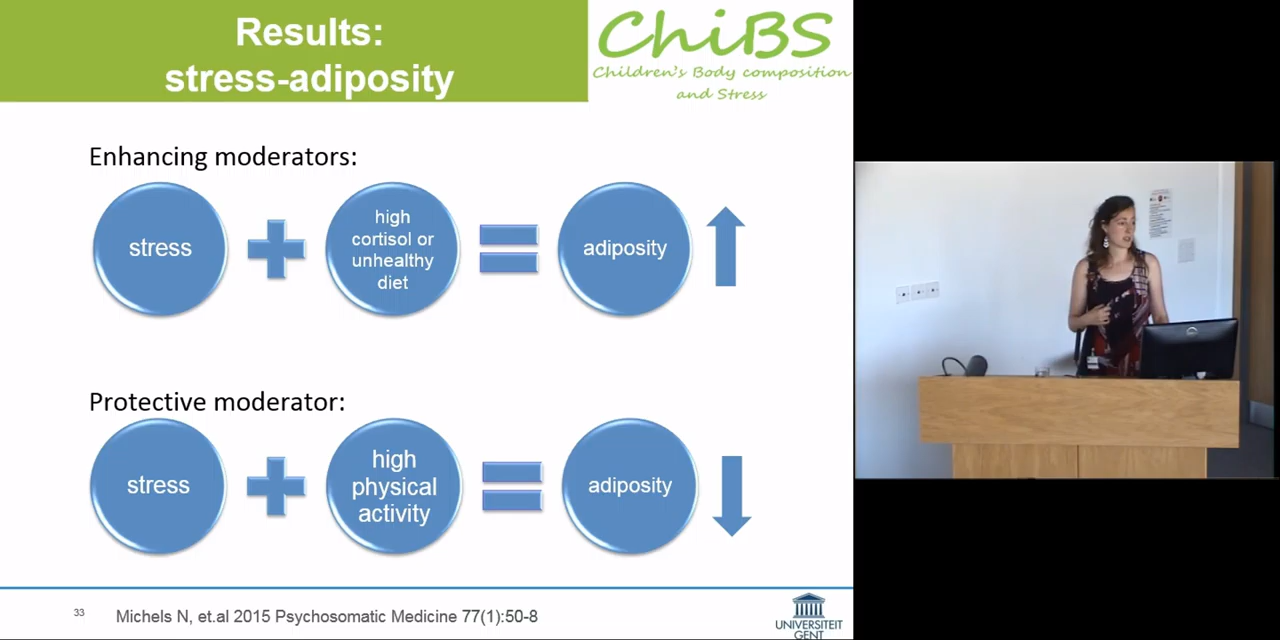 Results:
stress-adiposity
ChiBS
Children's Body composition
and Stress
Enhancing moderators:
stress
high
cortisol or
unhealthy
diet
adiposity
Protective moderator:
stress
high
physical
activity
adiposity
33
Michels N, et.al 2015 Psychosomatic Medicine 77(1):50-8
UNIVERSITEIT
GENT